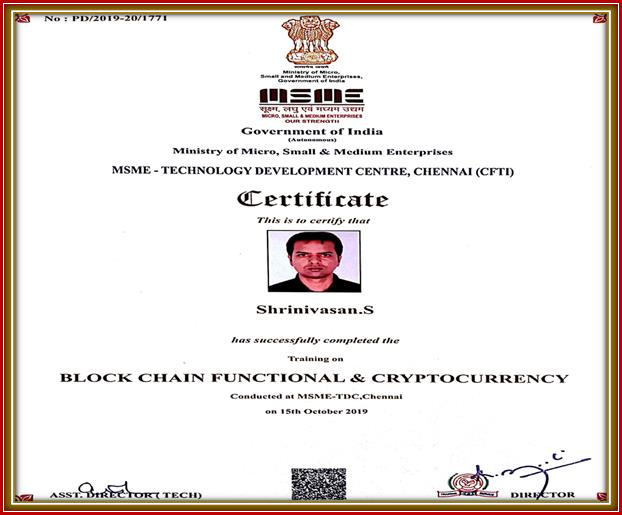 No : PD/2019-20/1771
सत्यमेव जयते
Ministry of Micro,
Small and Medium Enterprises,
Government of India
MSME
सूक्ष्म, लघु एवं मध्यम उद्यम
MICRO, SMALL & MEDIUM ENTERPRISES
OUR STRENGTH
Government of India
(Autonomous)
Ministry of Micro, Small & Medium Enterprises
MSME - TECHNOLOGY DEVELOPMENT CENTRE, CHENNAI (CFTI)
Certificate
This is to certify that
Shrinivasan.S
has successfully completed the
Training on
BLOCK CHAIN FUNCTIONAL & CRYPTOCURRENCY
Conducted at MSME-TDC,Chennai
on 15th October 2019
ASST. DIRECTOR ( TECH)
DIRECTOR